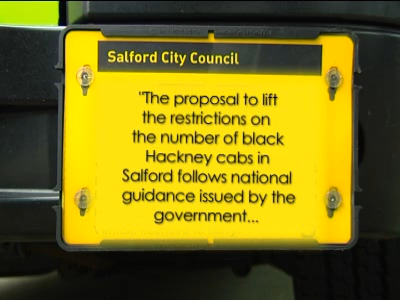 Salford City Council
"The proposal to lift
the restrictions on
the number of black
Hackney cabs in
Salford follows national
guidance issued by the
government...